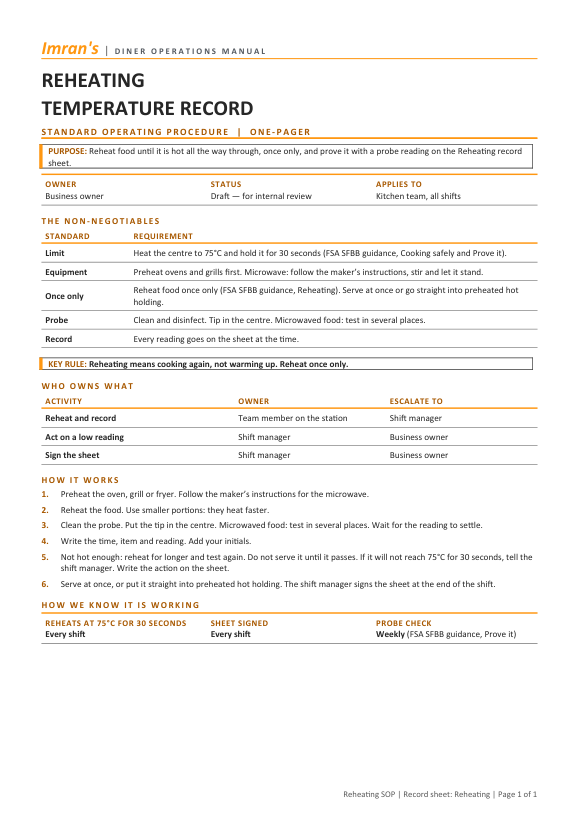 Imran's | DINER OPERATIONS MANUAL
REHEATING
TEMPERATURE RECORD
STANDARD OPERATING PROCEDURE | ONE-PAGER
PURPOSE: Reheat food until it is hot all the way through, once only, and prove it with a probe reading on the Reheating record
sheet.
OWNER STATUS APPLIES TO
Business owner Draft — for internal review Kitchen team, all shifts
THE NON-NEGOTIABLES
STANDARD REQUIREMENT
Limit Heat the centre to 75°C and hold it for 30 seconds (FSA SFBB guidance, Cooking safely and Prove it).
Equipment Preheat ovens and grills first. Microwave: follow the maker's instructions, stir and let it stand.
Reheat food once only (FSA SFBB guidance, Reheating). Serve at once or go straight into preheated hot
Once only
holding.
Probe Clean and disinfect. Tip in the centre. Microwaved food: test in several places.
Record Every reading goes on the sheet at the time.
KEY RULE: Reheating means cooking again, not warming up. Reheat once only.
WHO OWNS WHAT
ACTIVITY OWNER ESCALATE TO
Reheat and record Team member on the station Shift manager
Act on a low reading Shift manager Business owner
Sign the sheet Shift manager Business owner
HOW IT WORKS
1. Preheat the oven, grill or fryer. Follow the maker's instructions for the microwave.
2. Reheat the food. Use smaller portions: they heat faster.
3. Clean the probe. Put the tip in the centre. Microwaved food: test in several places. Wait for the reading to settle.
4. Write the time, item and reading. Add your initials.
5. Not hot enough: reheat for longer and test again. Do not serve it until it passes. If it will not reach 75°C for 30 seconds, tell the
shift manager. Write the action on the sheet.
6. Serve at once, or put it straight into preheated hot holding. The shift manager signs the sheet at the end of the shift.
HOW WE KNOW IT IS WORKING
REHEATS AT 75°C FOR 30 SECONDS SHEET SIGNED PROBE CHECK
Every shift Every shift Weekly (FSA SFBB guidance, Prove it)
Reheating SOP | Record sheet: Reheating | Page 1 of 1